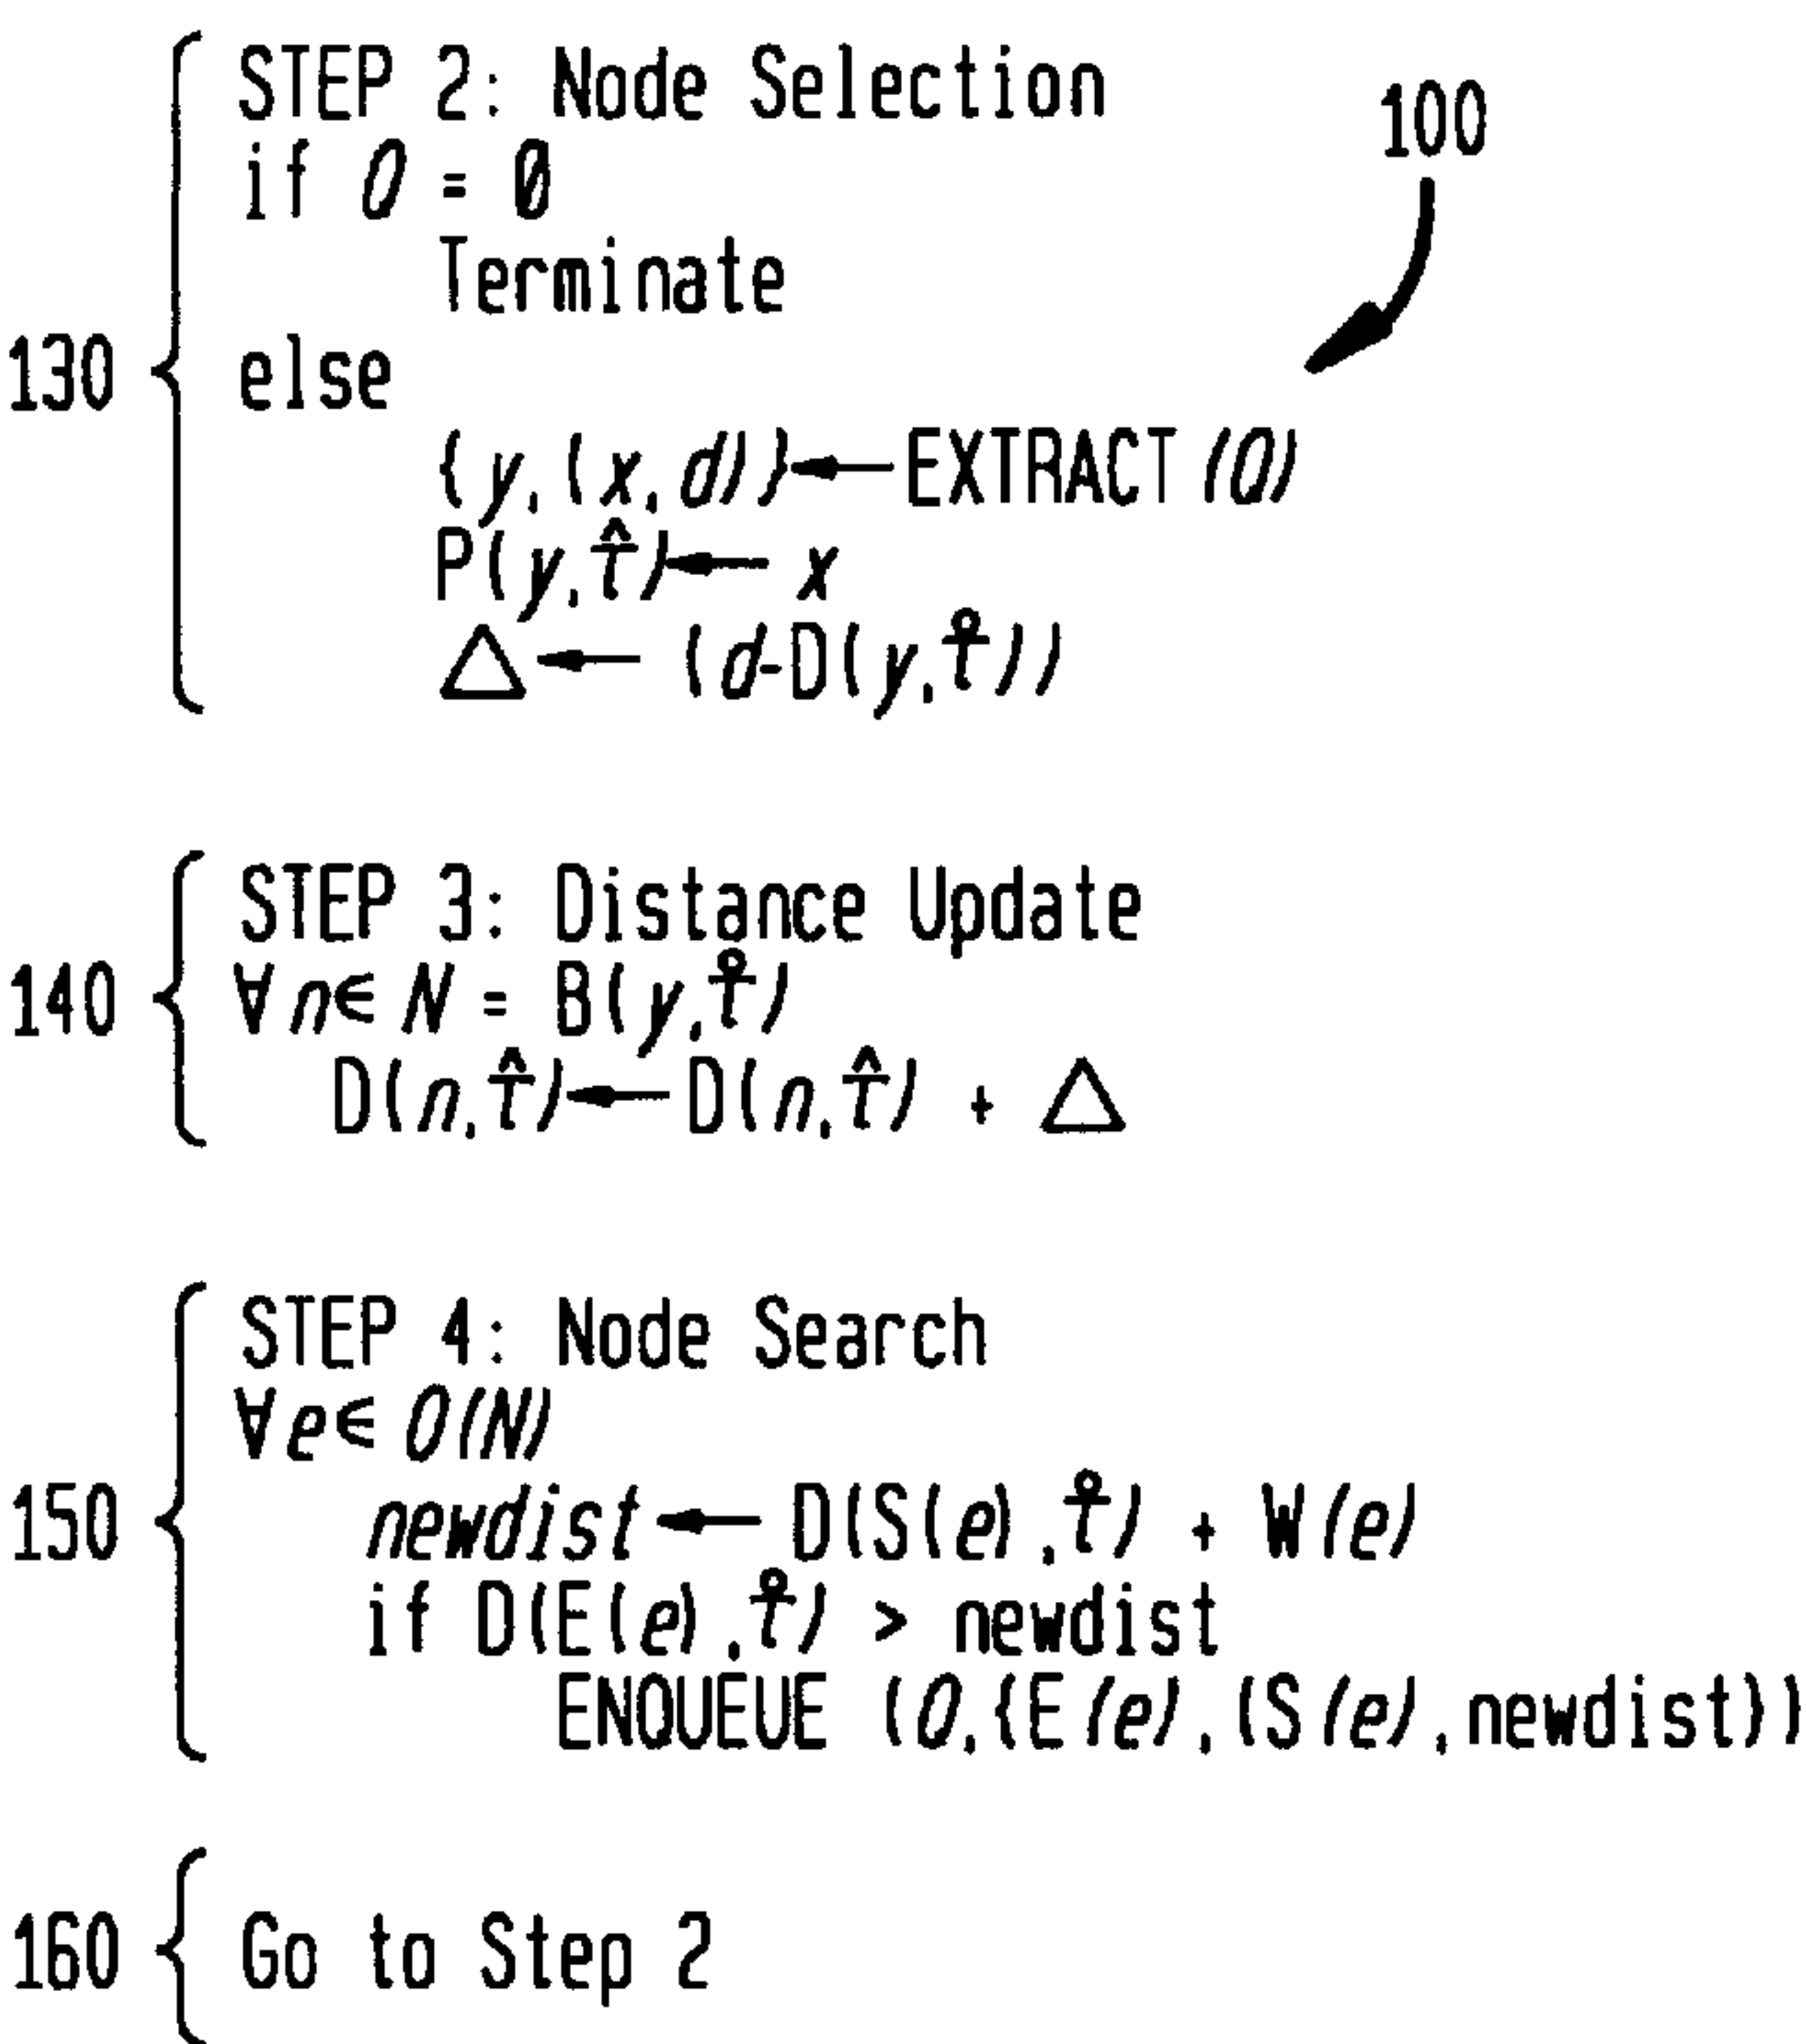 STEP 2: Node Selection
100
if Q = ∅
Terminate
130
else
{y,(x,d)}←EXTRACT(Q)
P(y,T̂)← x
△← (d-D(y,T̂))
STEP 3: Distance Update
140
∀n∈ N = B(y,T̂)
D(n,T̂)←D(n,T̂) + △
STEP 4: Node Search
∀e∈ O(N)
150
newdist← D(S(e),T̂) + W(e)
if D(E(e),T̂) > newdist
ENQUEUE (Q,{E(e),(S(e),newdist))
160
Go to Step 2